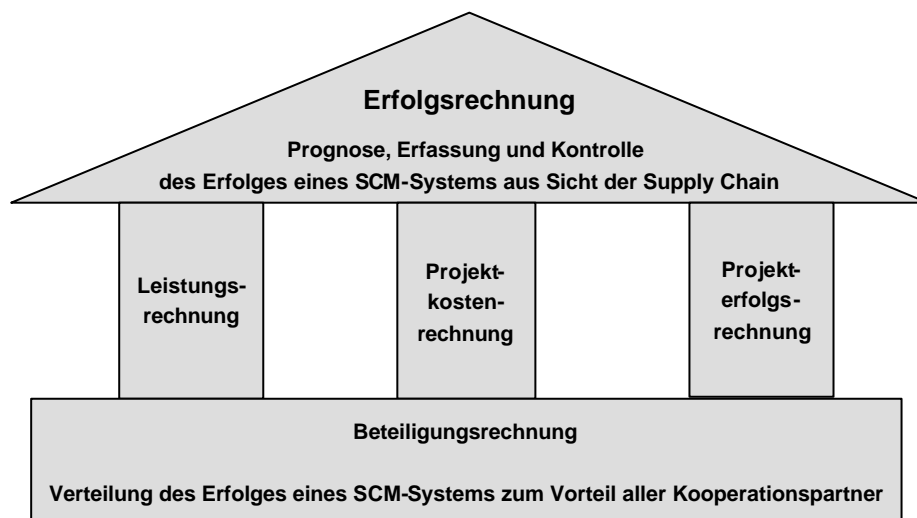 Erfolgsrechnung
Prognose, Erfassung und Kontrolle
des Erfolges eines SCM-Systems aus Sicht der Supply Chain
Leistungs-
rechnung
Projekt-
kosten-
rechnung
Projekt-
erfolgs-
rechnung
Beteiligungsrechnung
Verteilung des Erfolges eines SCM-Systems zum Vorteil aller Kooperationspartner